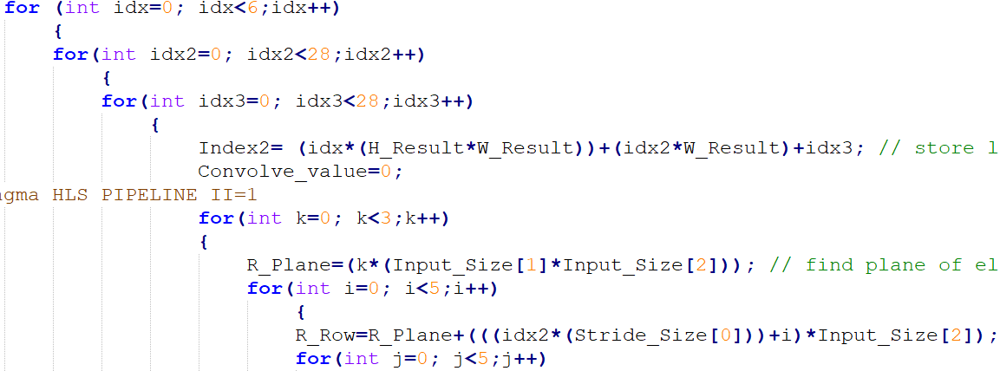 for (int idx=0; idx<6;idx++)
{
for(int idx2=0; idx2<28;idx2++)
{
for(int idx3=0; idx3<28;idx3++)
{
Index2= (idx*(H_Result*W_Result))+(idx2*W_Result)+idx3; // store l
Convolve_value=0;
gma HLS PIPELINE II=1
for(int k=0; k<3;k++)
{
R_Plane=(k*(Input_Size[1]*Input_Size[2])); // find plane of el
for(int i=0; i<5;i++)
{
R_Row=R_Plane+(((idx2*(Stride_Size[0]))+i)*Input_Size[2]);
for(int j=0; j<5;j++)